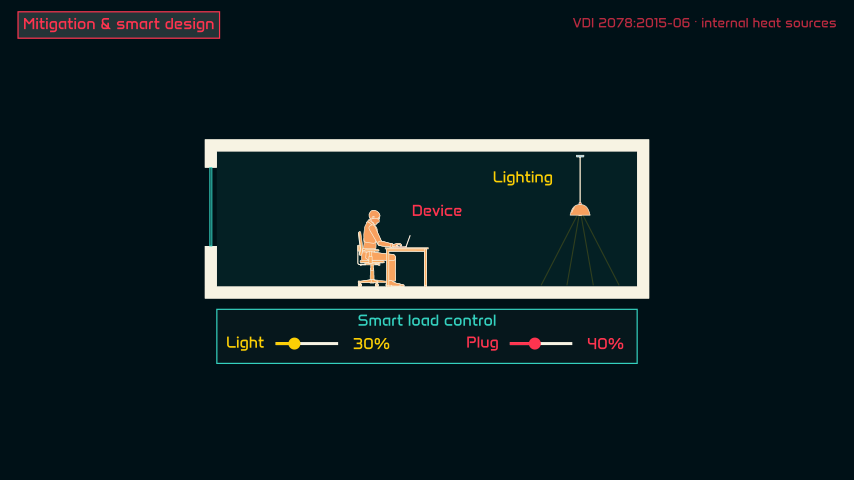 Mitigation & smart design
VDI 2078:2015-06 · internal heat sources
Lighting
Device
Smart load control
Light 30% Plug 40%